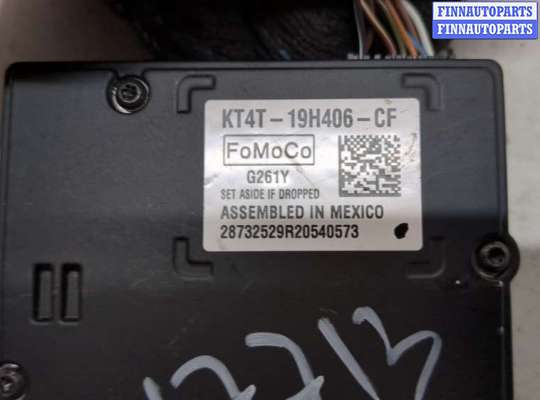 FINNAUTOPARTS
FINNAUTOPARTS
KT4T-19H406-CF
FoMoCo
G261Y
SET ASIDE IF DROPPED
ASSEMBLED IN MEXICO
28732529R20540573